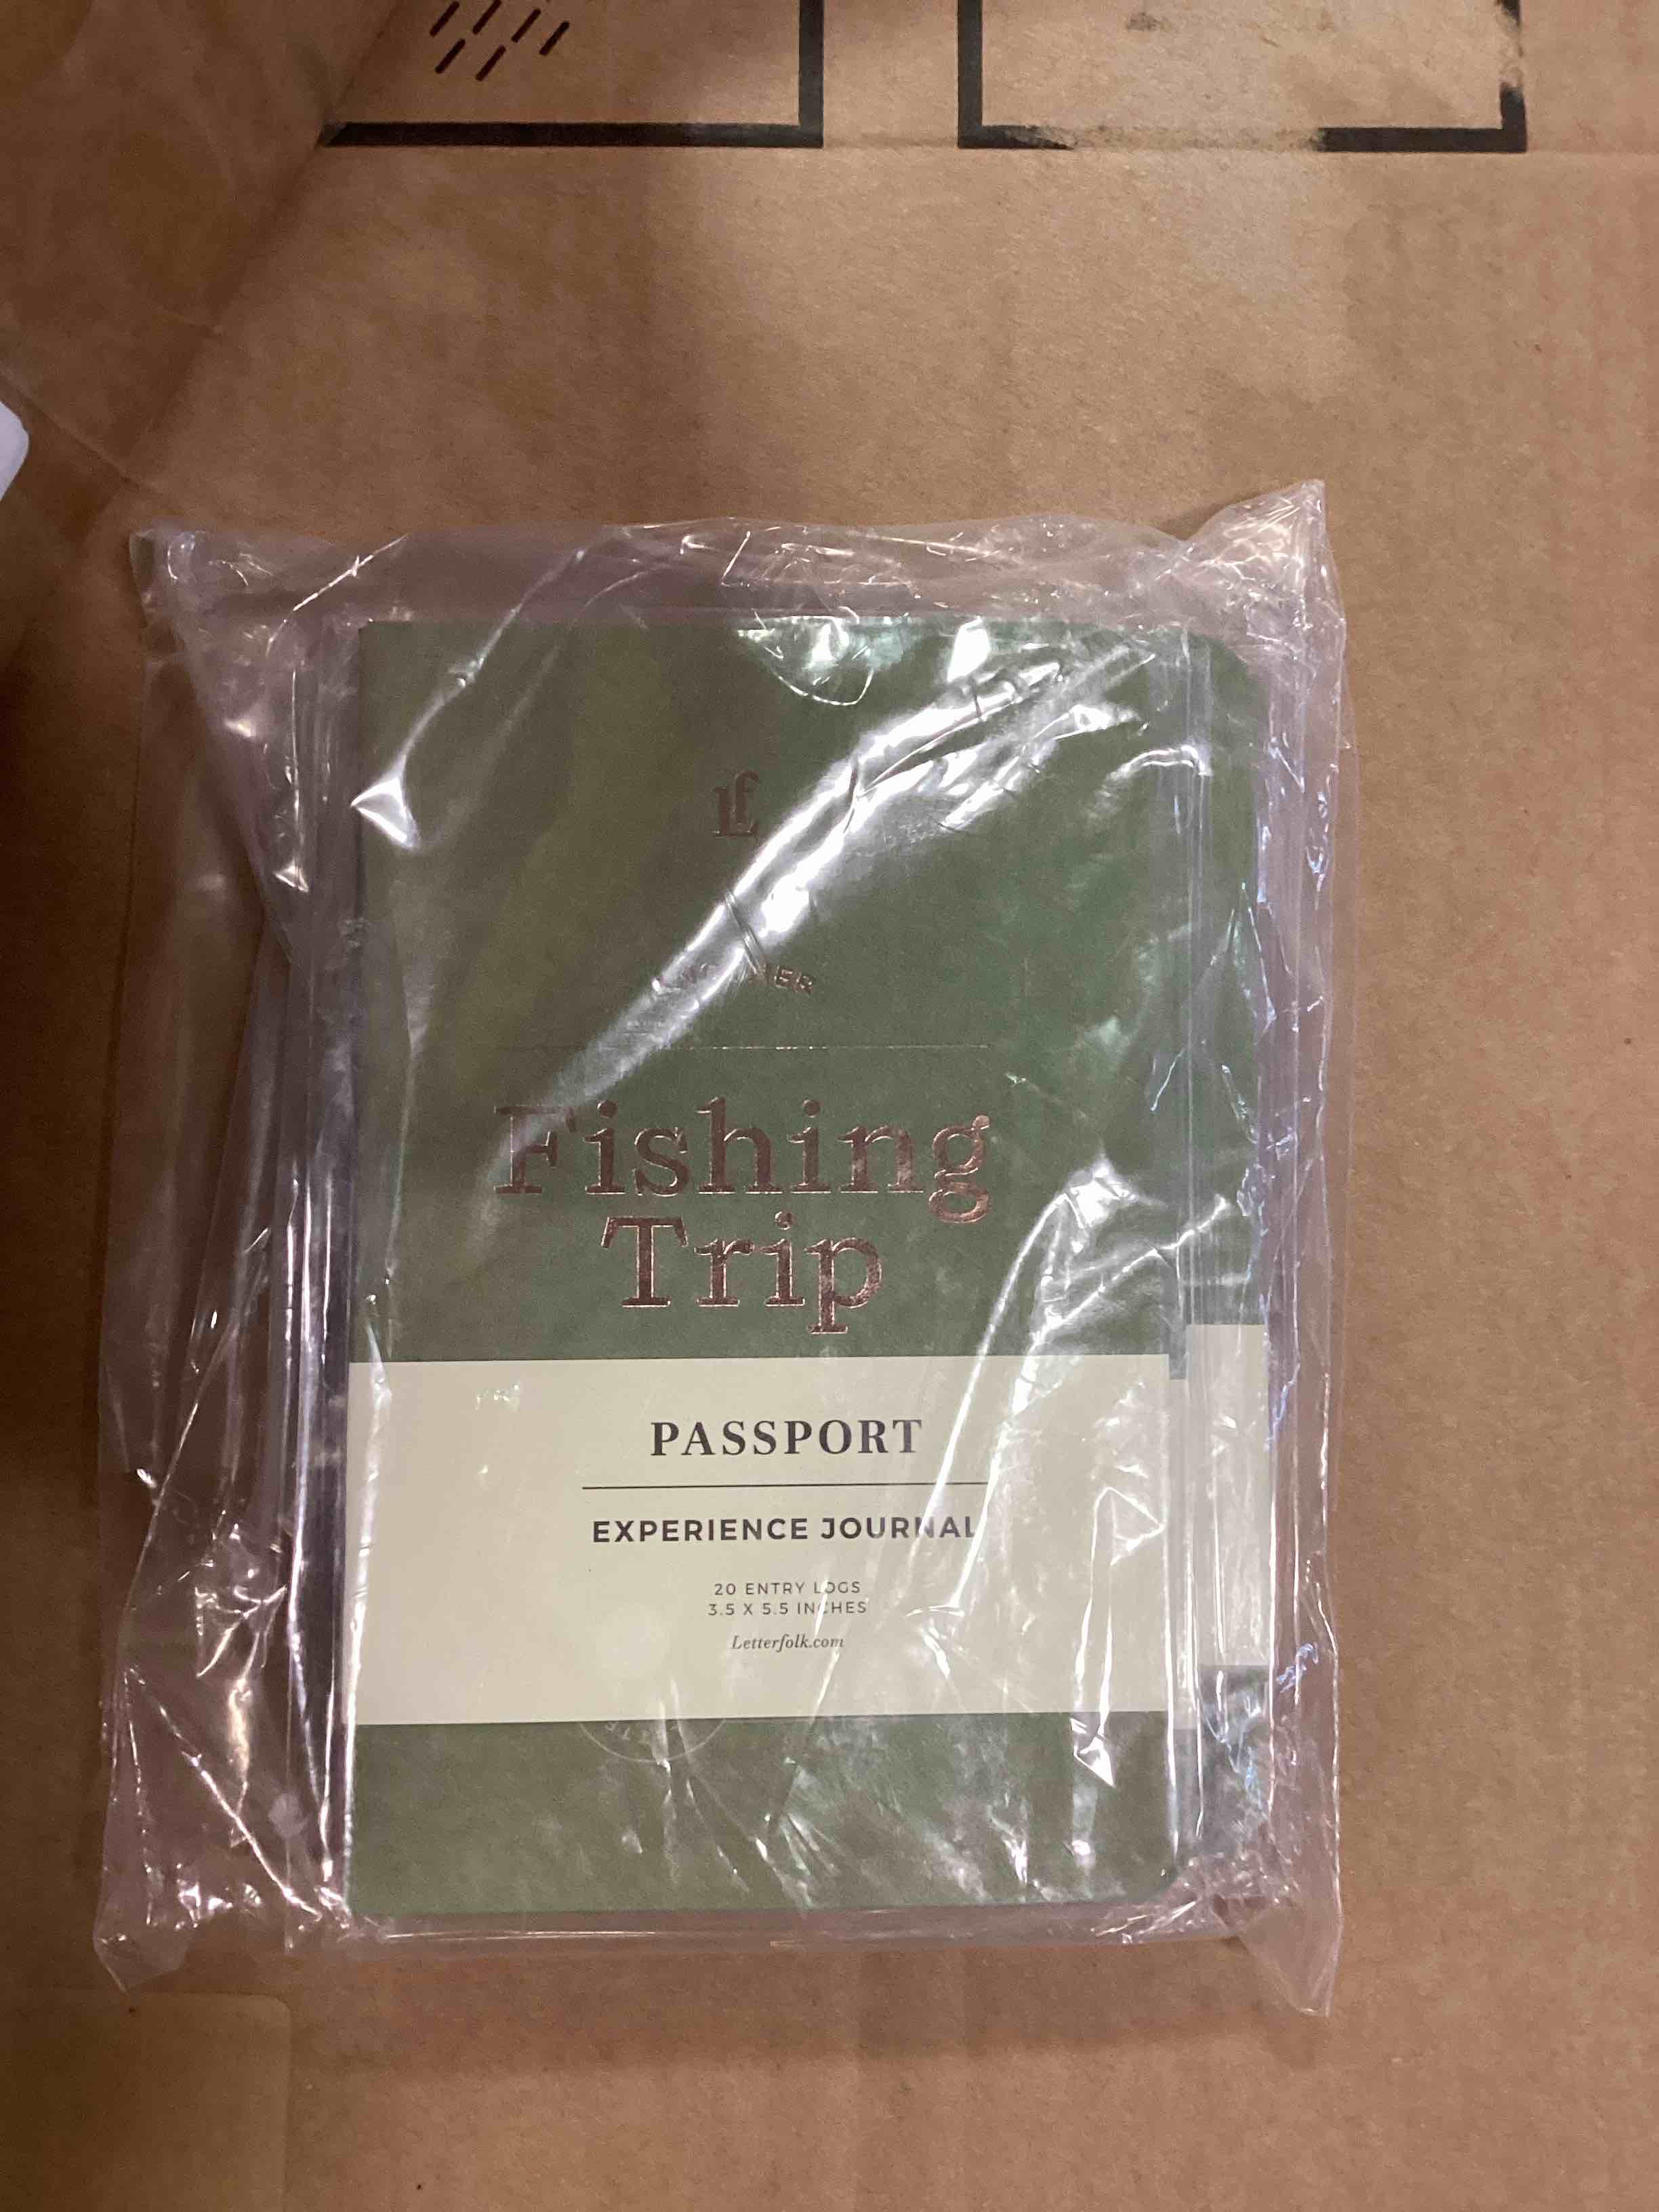 LF
Fishing
Trip
PASSPORT
EXPERIENCE JOURNAL
20 ENTRY LOGS
3.5 X 5.5 INCHES
Letterfolk.com